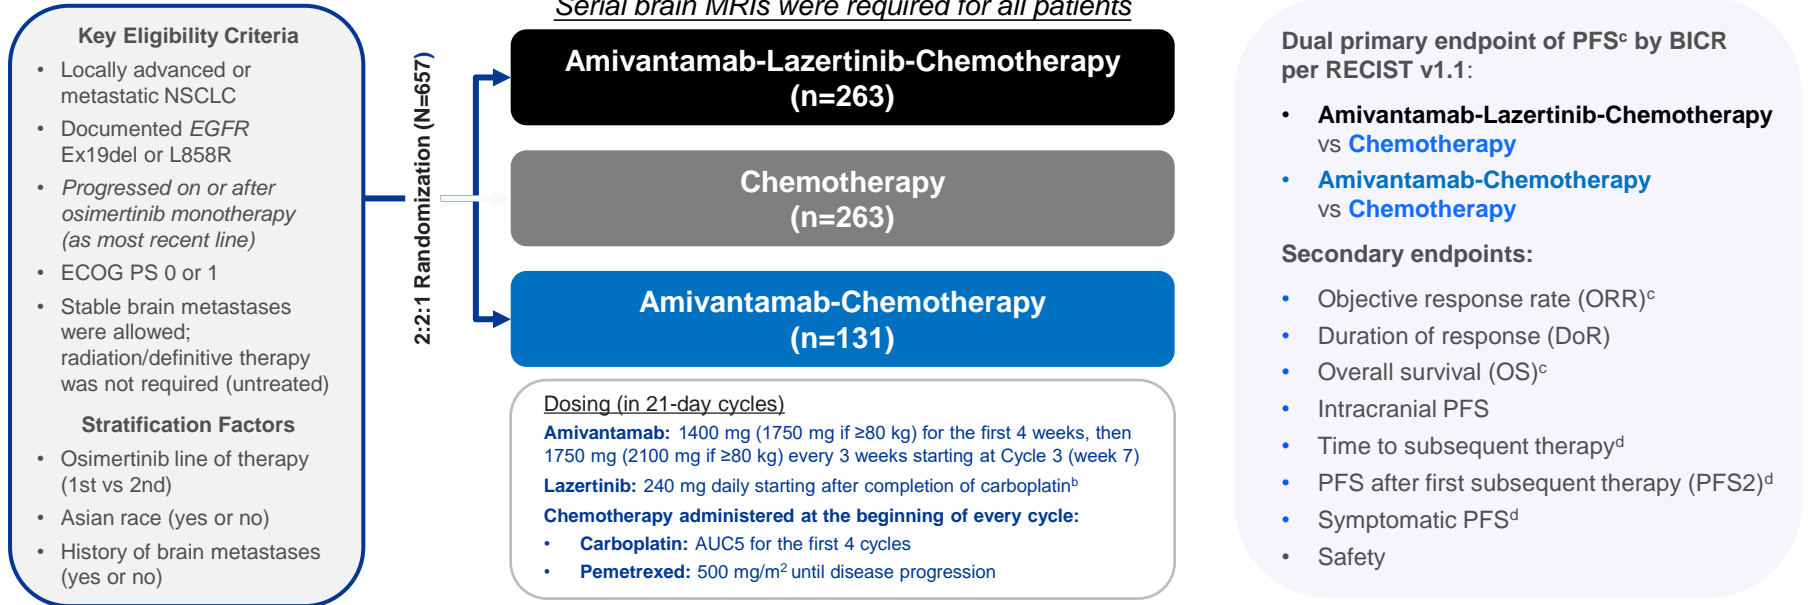 Serial brain MRIs were required for all patients
Key Eligibility Criteria
• Locally advanced or
metastatic NSCLC
• Documented EGFR
Ex19del or L858R
• Progressed on or after
osimertinib monotherapy
(as most recent line)
• ECOG PS 0 or 1
• Stable brain metastases
were allowed;
radiation/definitive therapy
was not required (untreated)
Stratification Factors
• Osimertinib line of therapy
(1st vs 2nd)
• Asian race (yes or no)
• History of brain metastases
(yes or no)
2:2:1 Randomization (N=657)
Amivantamab-Lazertinib-Chemotherapy
(n=263)
Chemotherapy
(n=263)
Amivantamab-Chemotherapy
(n=131)
Dosing (in 21-day cycles)
Amivantamab: 1400 mg (1750 mg if ≥80 kg) for the first 4 weeks, then
1750 mg (2100 mg if ≥80 kg) every 3 weeks starting at Cycle 3 (week 7)
Lazertinib: 240 mg daily starting after completion of carboplatinᵇ
Chemotherapy administered at the beginning of every cycle:
• Carboplatin: AUC5 for the first 4 cycles
• Pemetrexed: 500 mg/m² until disease progression
Dual primary endpoint of PFSᶜ by BICR
per RECIST v1.1:
• Amivantamab-Lazertinib-Chemotherapy
vs Chemotherapy
• Amivantamab-Chemotherapy
vs Chemotherapy
Secondary endpoints:
• Objective response rate (ORR)ᶜ
• Duration of response (DoR)
• Overall survival (OS)ᶜ
• Intracranial PFS
• Time to subsequent therapyᵈ
• PFS after first subsequent therapy (PFS2)ᵈ
• Symptomatic PFSᵈ
• Safety